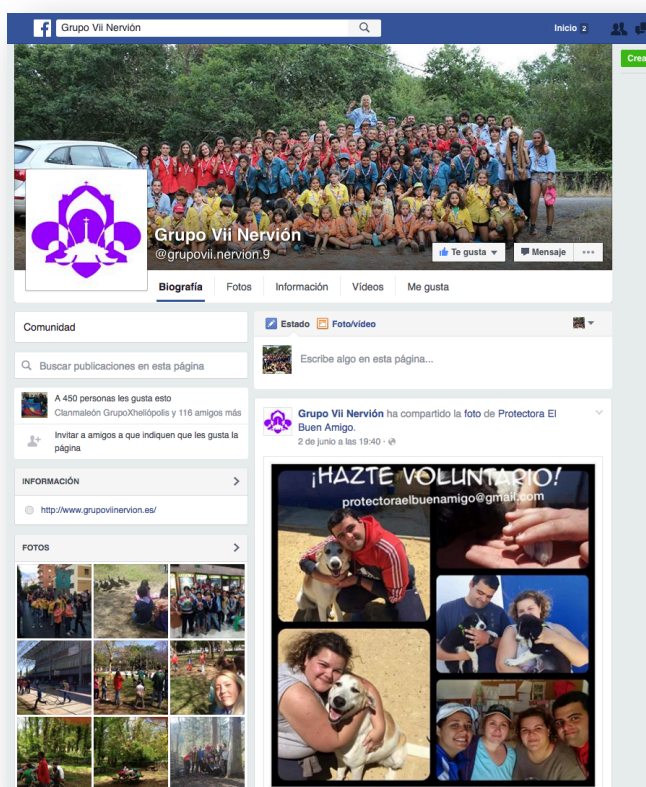 Grupo Vii Nervión
Inicio 2
Crea
Grupo Vii Nervión
@grupovii.nervion.9
Te gusta
Mensaje
Biografía Fotos Información Vídeos Me gusta
Comunidad
Buscar publicaciones en esta página
A 450 personas les gusta esto
Clanmaleón GrupoXheliópolis y 116 amigos más
Invitar a amigos a que indiquen que les gusta la
página
INFORMACIÓN
http://www.grupoviinervion.es/
FOTOS
Estado Foto/vídeo
Escribe algo en esta página...
Grupo Vii Nervión ha compartido la foto de Protectora El
Buen Amigo.
2 de junio a las 19:40 ·
¡HAZTE VOLUNTARIO!
protectoraelbuenamigo@gmail.com